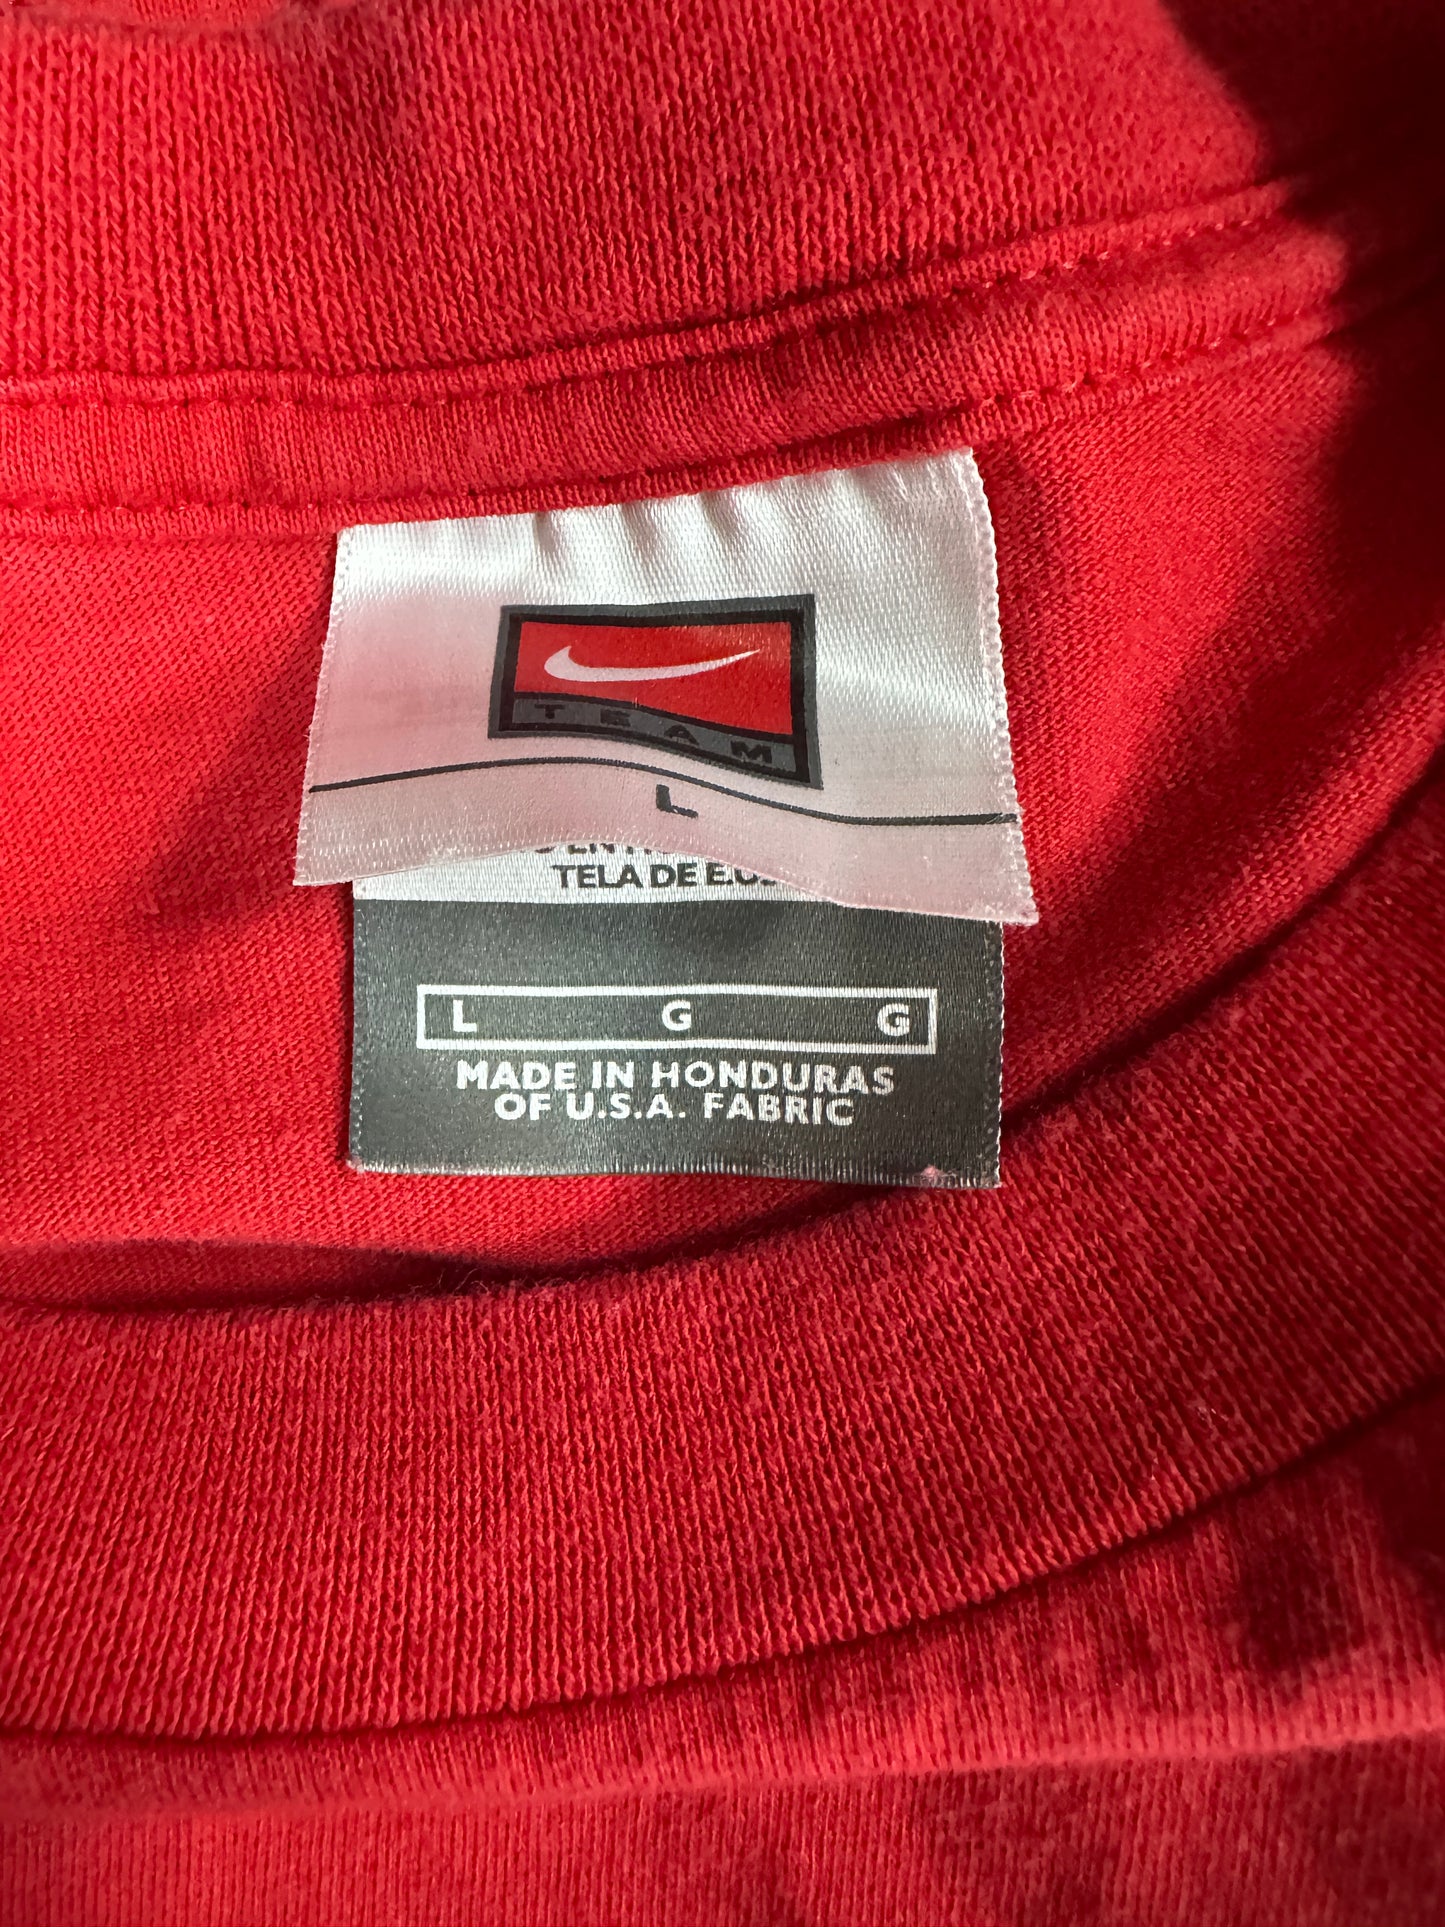 TEAM
L
TELA DE E.U.
L G G
MADE IN HONDURAS
OF U.S.A. FABRIC